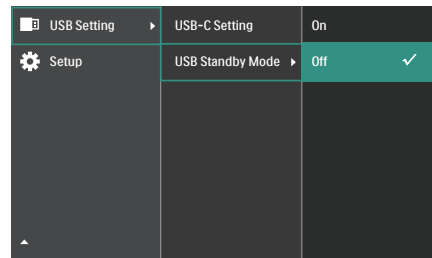 USB Setting
USB-C Setting
On
Setup
USB Standby Mode
Off